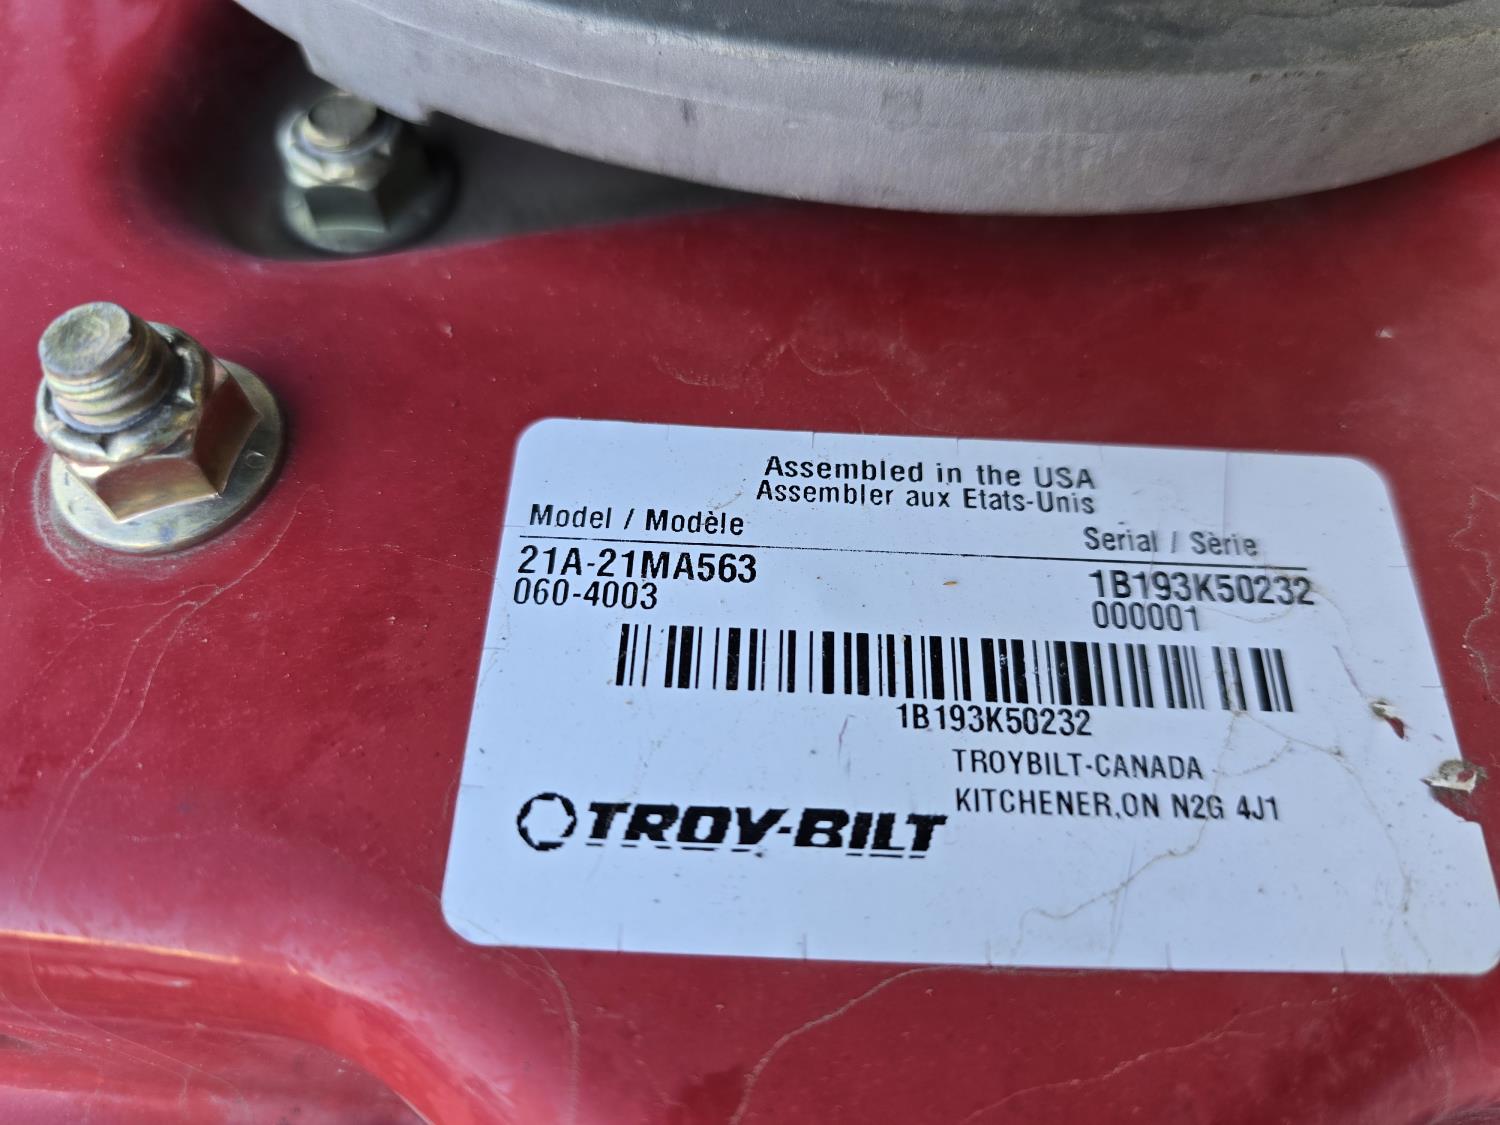 Assembled in the USA
Assembler aux Etats-Unis
Model / Modèle Serial / Sèrie
21A-21MA563 1B193K50232
060-4003 000001
1B193K50232
TROYBILT-CANADA
KITCHENER,ON N2G 4J1
TROY-BILT